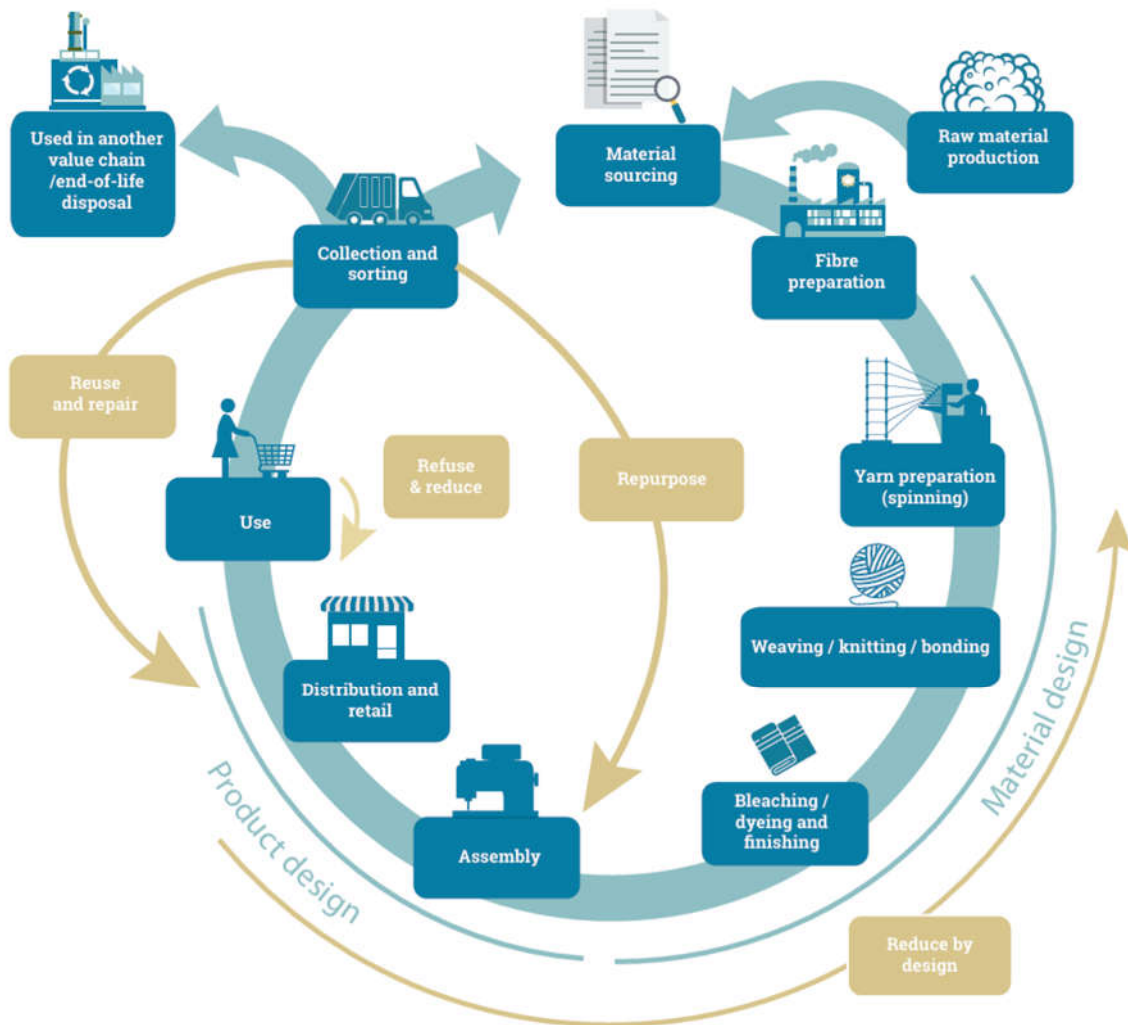 Used in another
value chain
/end-of-life
disposal
Material
sourcing
Raw material
production
Collection and
sorting
Fibre
preparation
Reuse
and repair
Refuse
& reduce
Repurpose
Yarn preparation
(spinning)
Use
Weaving / knitting / bonding
Distribution and
retail
Bleaching /
dyeing and
finishing
Assembly
Product design
Material design
Reduce by
design